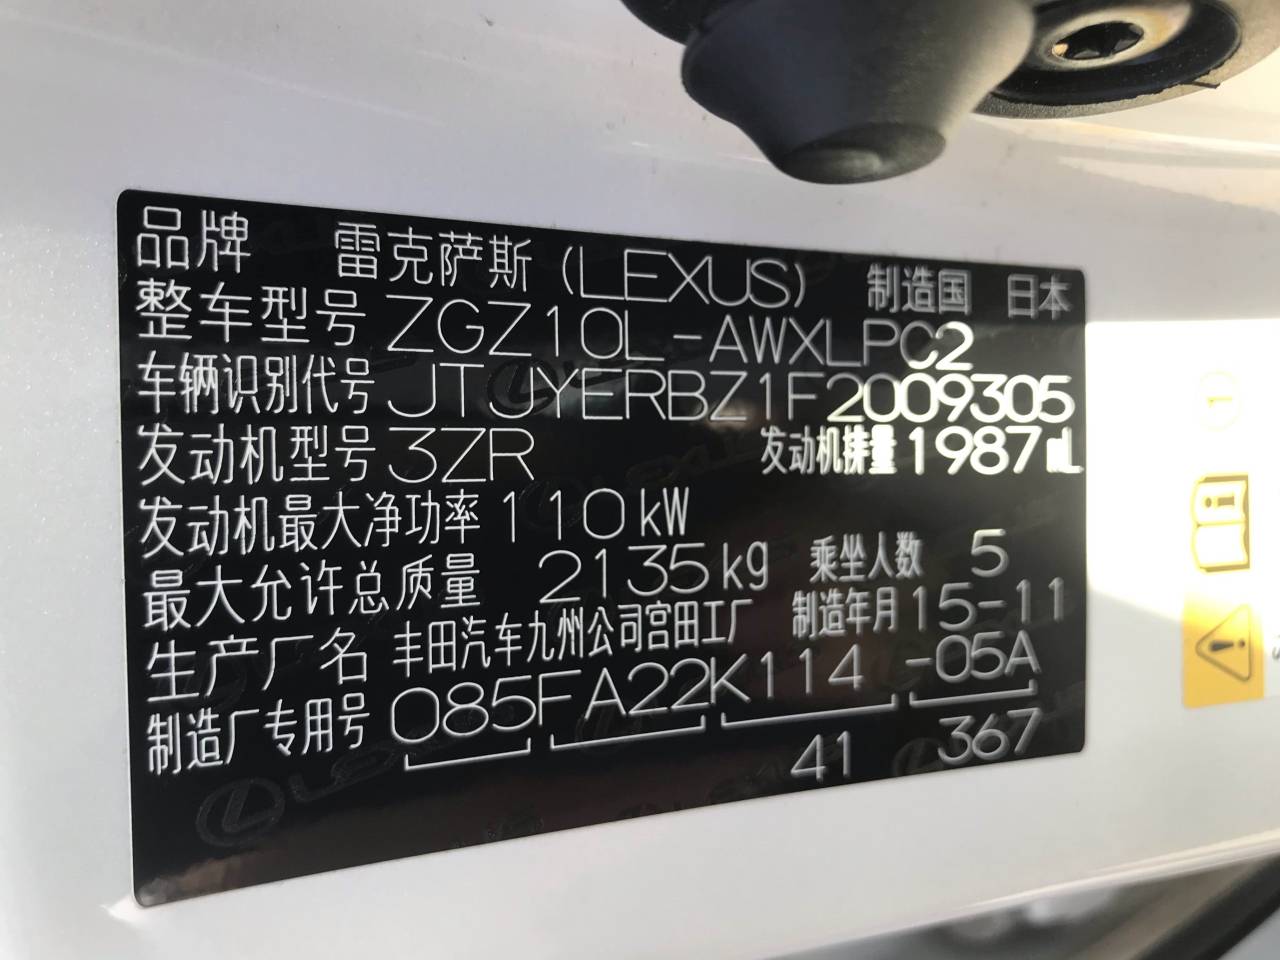 品牌 雷克萨斯 (LEXUS) 制造国 日本
整车型号 ZGZ10L-AWXLPC2
车辆识别代号 JTJYERBZ1F2009305
发动机型号 3ZR 发动机排量 1987mL
发动机最大净功率 110kW
最大允许总质量 2135kg 乘坐人数 5
生产厂名 丰田汽车九州公司宫田工厂 制造年月 15-11
制造厂专用号 085FA22K114 -05A
41 367
1